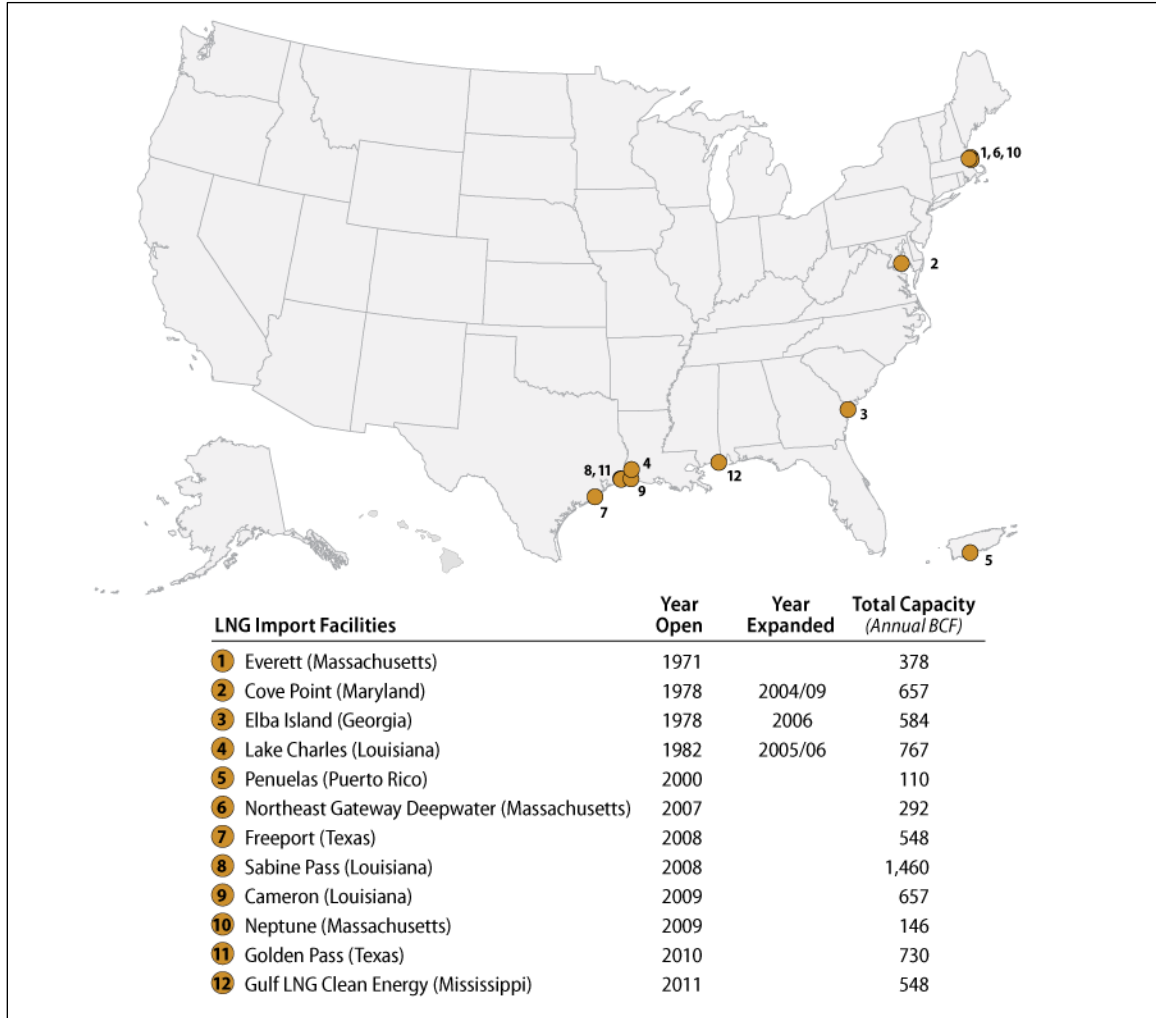 1, 6, 10
2
3
4
8, 11
9
12
7
5
LNG Import Facilities Year Open Year Expanded Total Capacity (Annual BCF)
1 Everett (Massachusetts) 1971 378
2 Cove Point (Maryland) 1978 2004/09 657
3 Elba Island (Georgia) 1978 2006 584
4 Lake Charles (Louisiana) 1982 2005/06 767
5 Penuelas (Puerto Rico) 2000 110
6 Northeast Gateway Deepwater (Massachusetts) 2007 292
7 Freeport (Texas) 2008 548
8 Sabine Pass (Louisiana) 2008 1,460
9 Cameron (Louisiana) 2009 657
10 Neptune (Massachusetts) 2009 146
11 Golden Pass (Texas) 2010 730
12 Gulf LNG Clean Energy (Mississippi) 2011 548